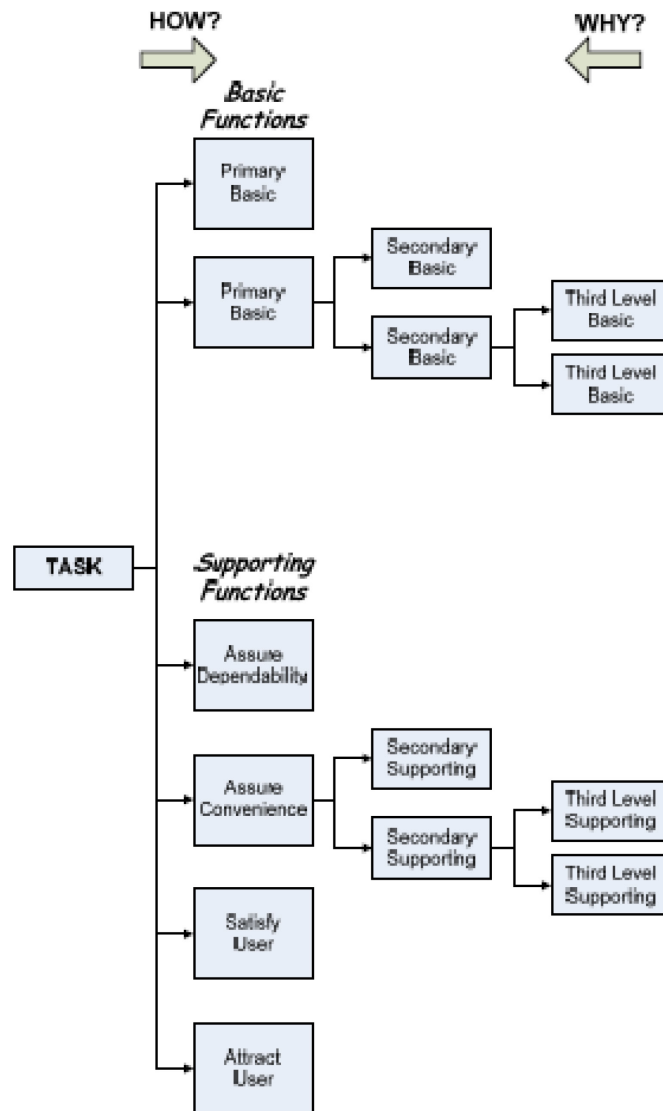 HOW?
WHY?
Basic
Functions
Primary
Basic
Primary
Basic
Secondary
Basic
Secondary
Basic
Third Level
Basic
Third Level
Basic
TASK
Supporting
Functions
Assure
Dependability
Assure
Convenience
Secondary
Supporting
Secondary
Supporting
Third Level
Supporting
Third Level
Supporting
Satisfy
User
Attract
User